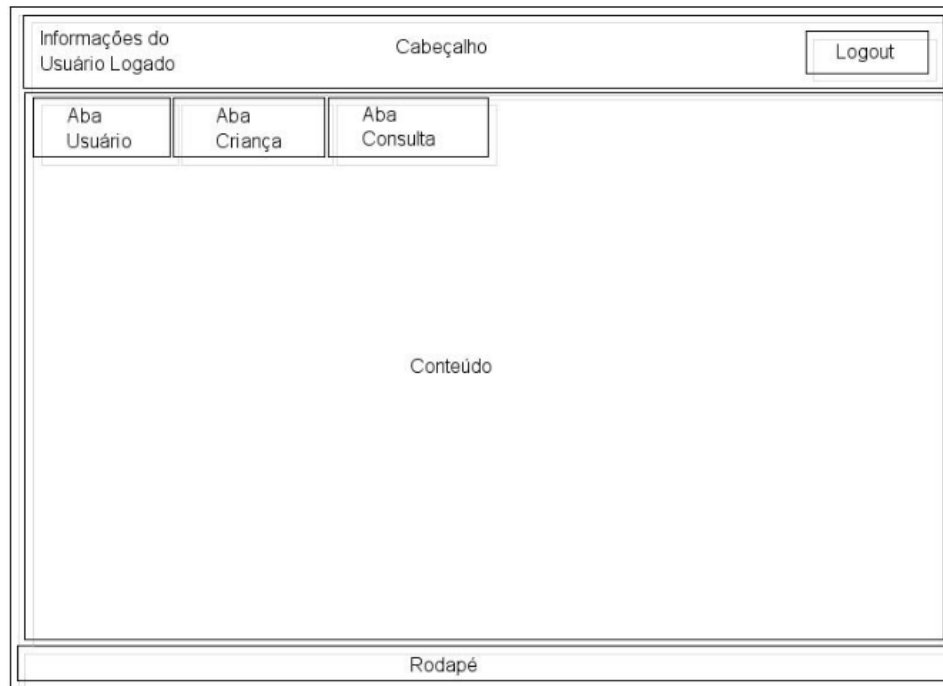 Informações do
Usuário Logado
Cabeçalho
Logout
Aba
Usuário
Aba
Criança
Aba
Consulta
Conteúdo
Rodapé